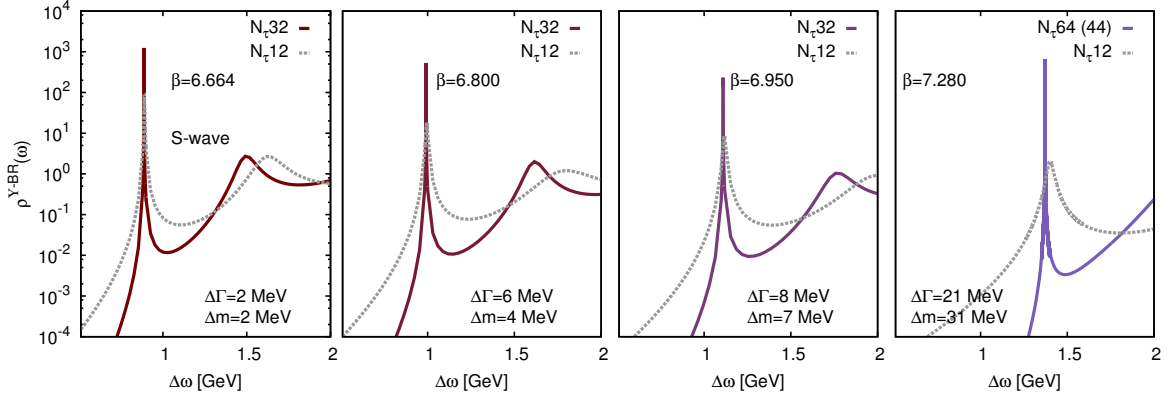 ρ^Υ-BR(ω)
10^4
10^3
10^2
10^1
10^0
10^-1
10^-2
10^-3
10^-4
N_τ32
N_τ12
β=6.664
S-wave
ΔΓ=2 MeV
Δm=2 MeV
1
1.5
2
Δω [GeV]
N_τ32
N_τ12
β=6.800
ΔΓ=6 MeV
Δm=4 MeV
1
1.5
2
Δω [GeV]
N_τ32
N_τ12
β=6.950
ΔΓ=8 MeV
Δm=7 MeV
1
1.5
2
Δω [GeV]
N_τ64 (44)
N_τ12
β=7.280
ΔΓ=21 MeV
Δm=31 MeV
1
1.5
2
Δω [GeV]